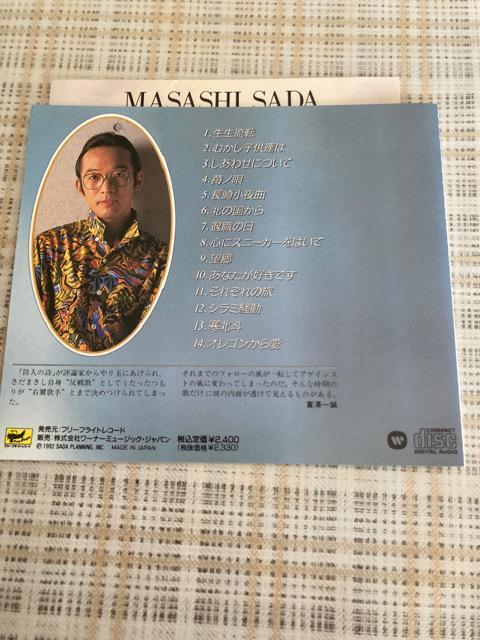 MASASHI SADA
1.生生流転
2.むかし子供達は
3.しあわせについて
4.苺ノ唄
5.長崎小夜曲
6.北の国から
7.退職の日
8.心にスニーカーをはいて
9.望郷
10.あなたが好きです
11.それぞれの旅
12.シラミ騒動
13.寒北斗
14.オレゴンから愛
「防人の詩」が評論家からやり玉にあげられ、
さだまさし自身“反戦歌”としてうたったつもり
が“右翼歌手”とまで決めつけられてしまっ
た。
それまでのフォローの風が一転してアゲインス
トの風に変わってしまったのだ。そんな時期の
歌だけに彼の内面が透けて見えるものがある。
富澤一誠
発売元:フリーフライトレコード
販売:株式会社ワーナーミュージック・ジャパン
Ⓟ1992 SADA PLANNING, INC. MADE IN JAPAN
税込定価¥2,400
(税抜価格¥2,330)
COMPACT
disc
DIGITAL AUDIO